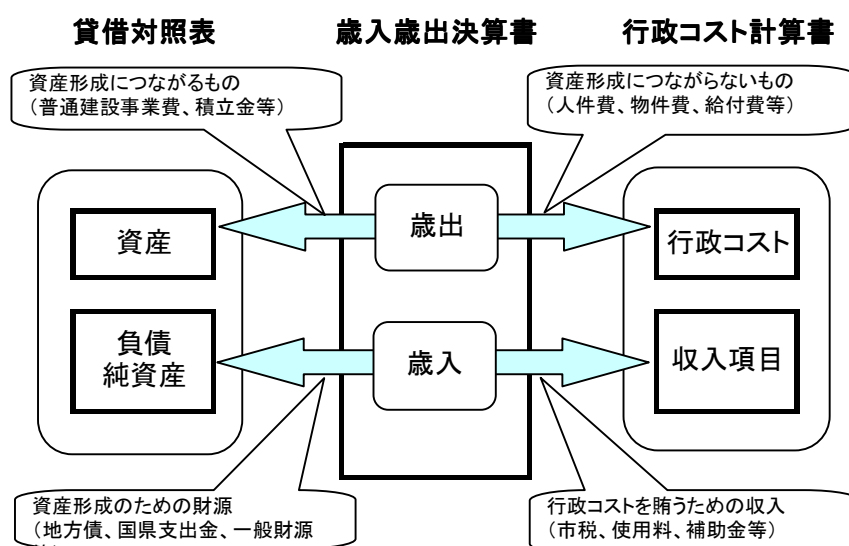 貸借対照表
歳入歳出決算書
行政コスト計算書
資産形成につながるもの
（普通建設事業費、積立金等）
資産形成につながらないもの
（人件費、物件費、給付費等）
資産
歳出
行政コスト
負債
純資産
歳入
収入項目
資産形成のための財源
（地方債、国県支出金、一般財源
行政コストを賄うための収入
（市税、使用料、補助金等）